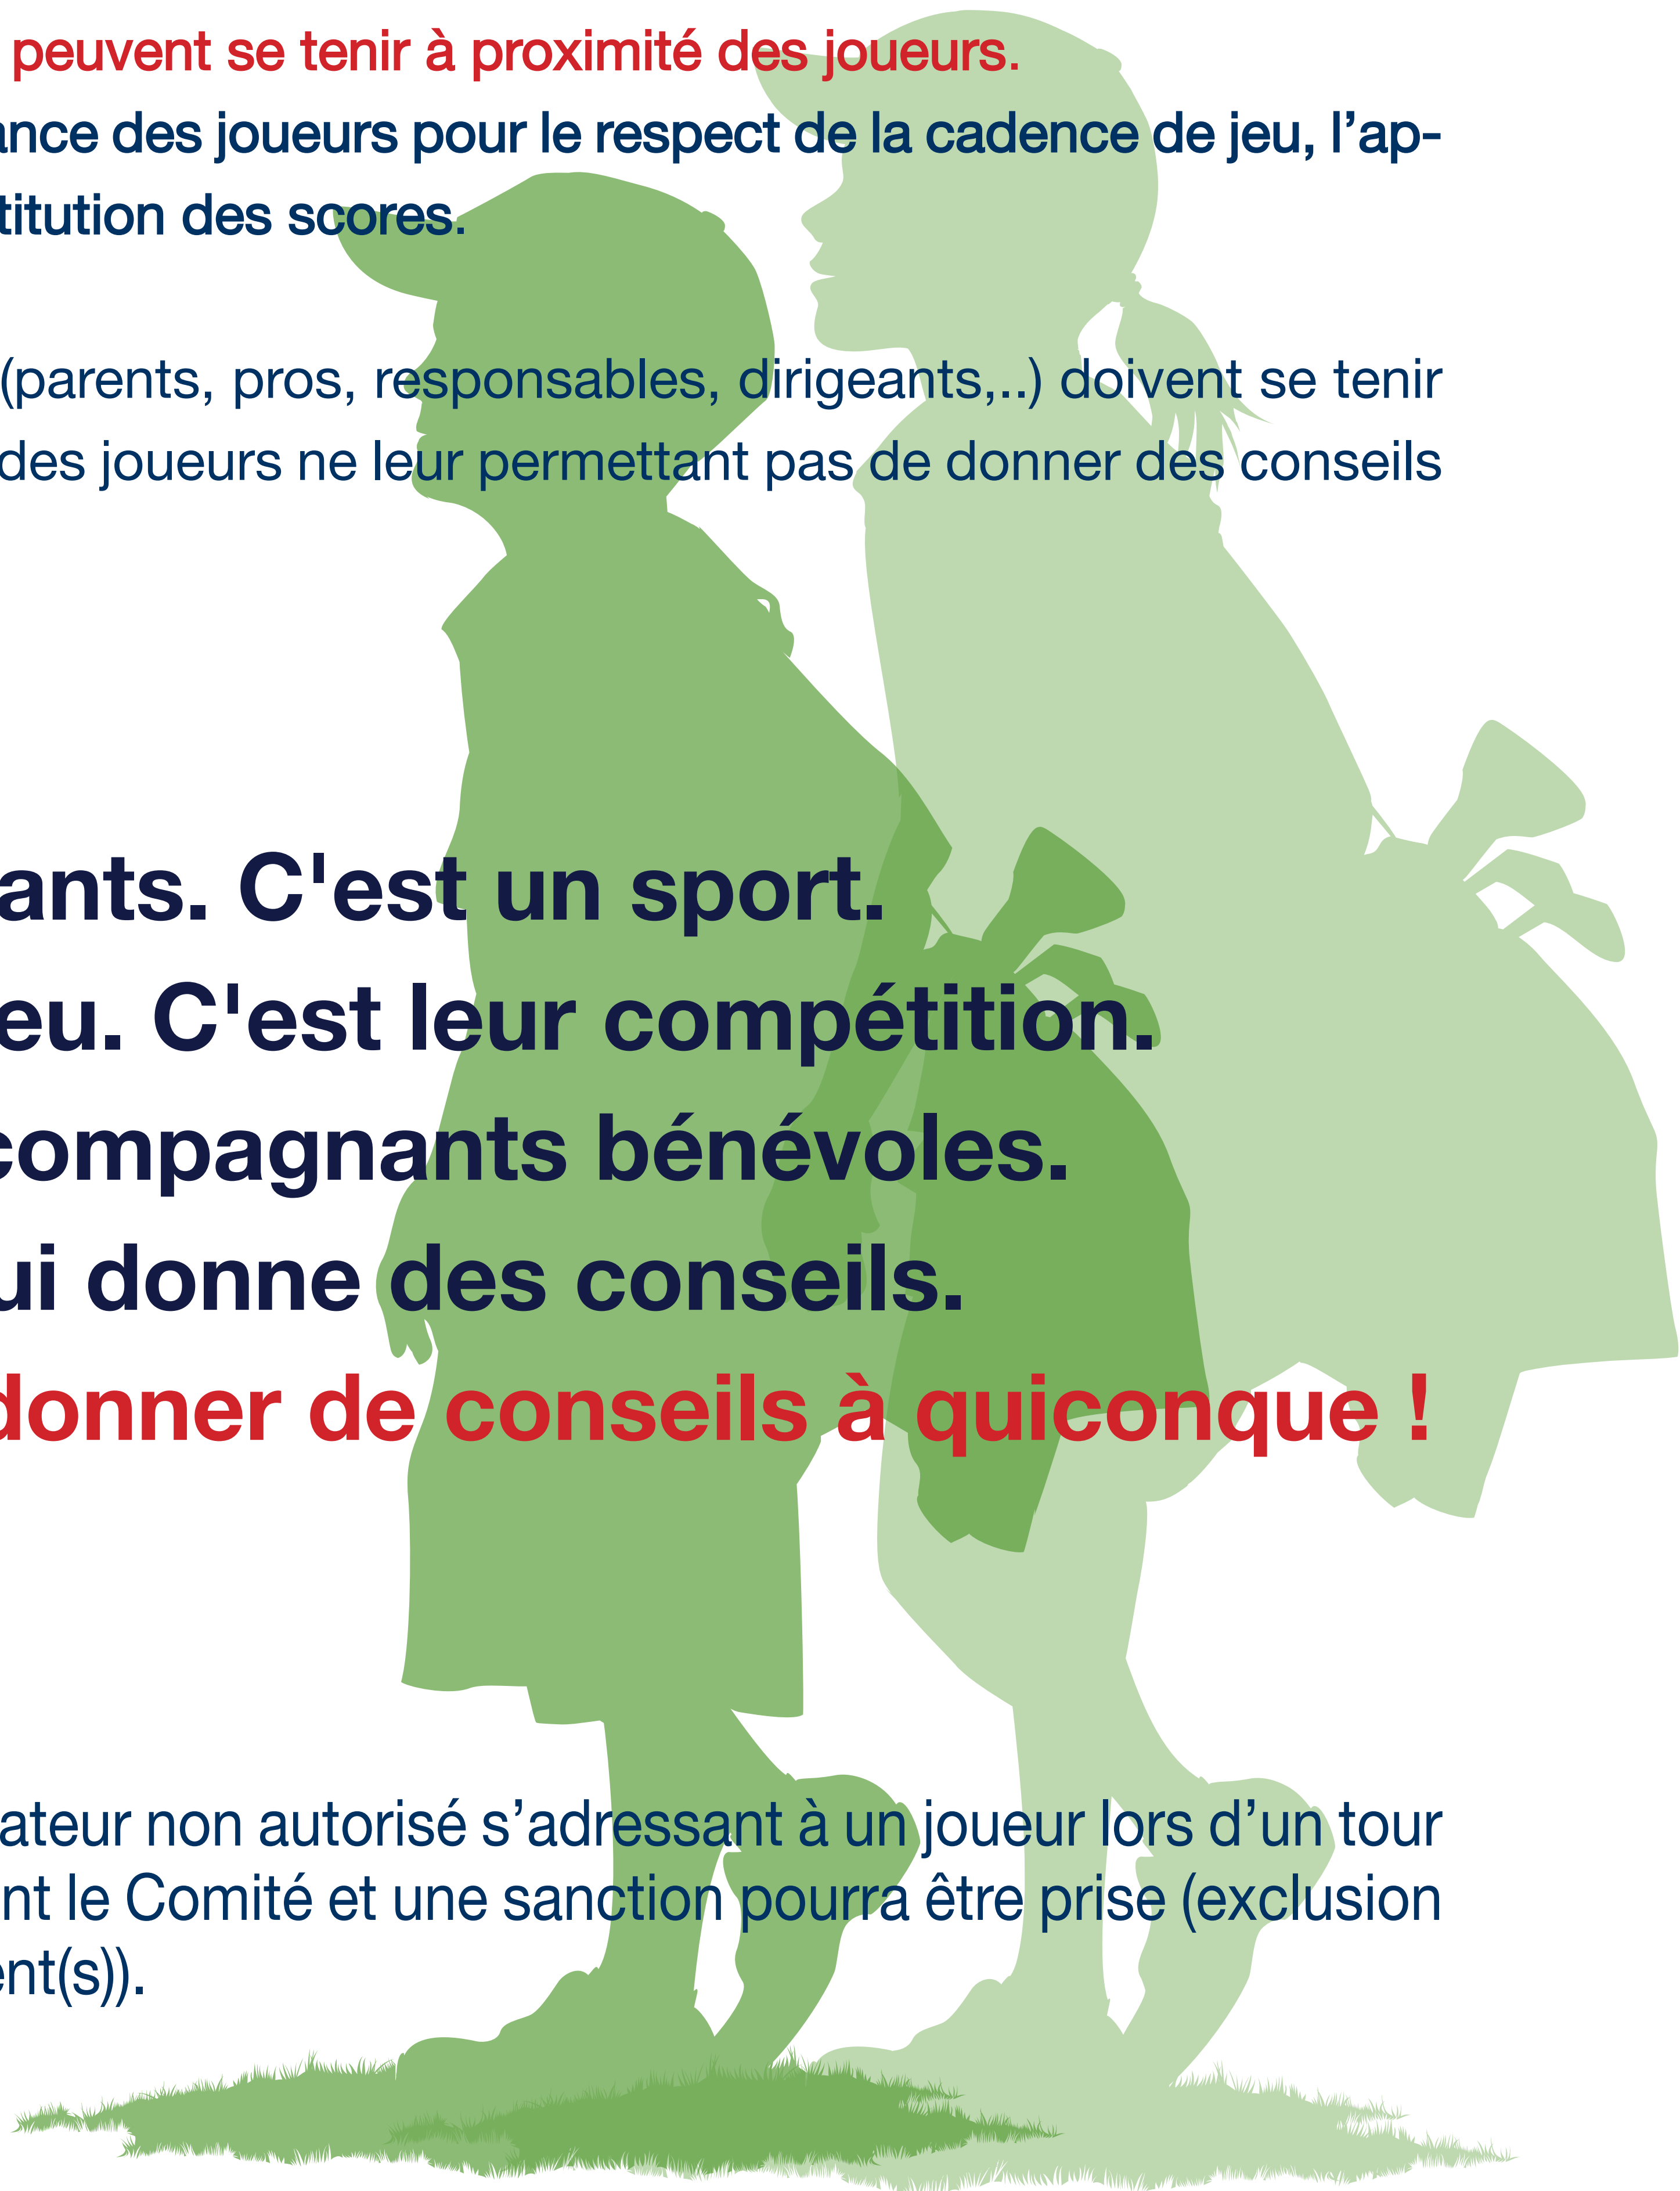 peuvent se tenir à proximité des joueurs.
ance des joueurs pour le respect de la cadence de jeu, l’ap-
titution des scores.
(parents, pros, responsables, dirigeants,..) doivent se tenir
des joueurs ne leur permettant pas de donner des conseils
ants. C'est un sport.
eu. C'est leur compétition.
compagnants bénévoles.
ui donne des conseils.
donner de conseils à quiconque !
ateur non autorisé s’adressant à un joueur lors d’un tour
nt le Comité et une sanction pourra être prise (exclusion
ent(s)).